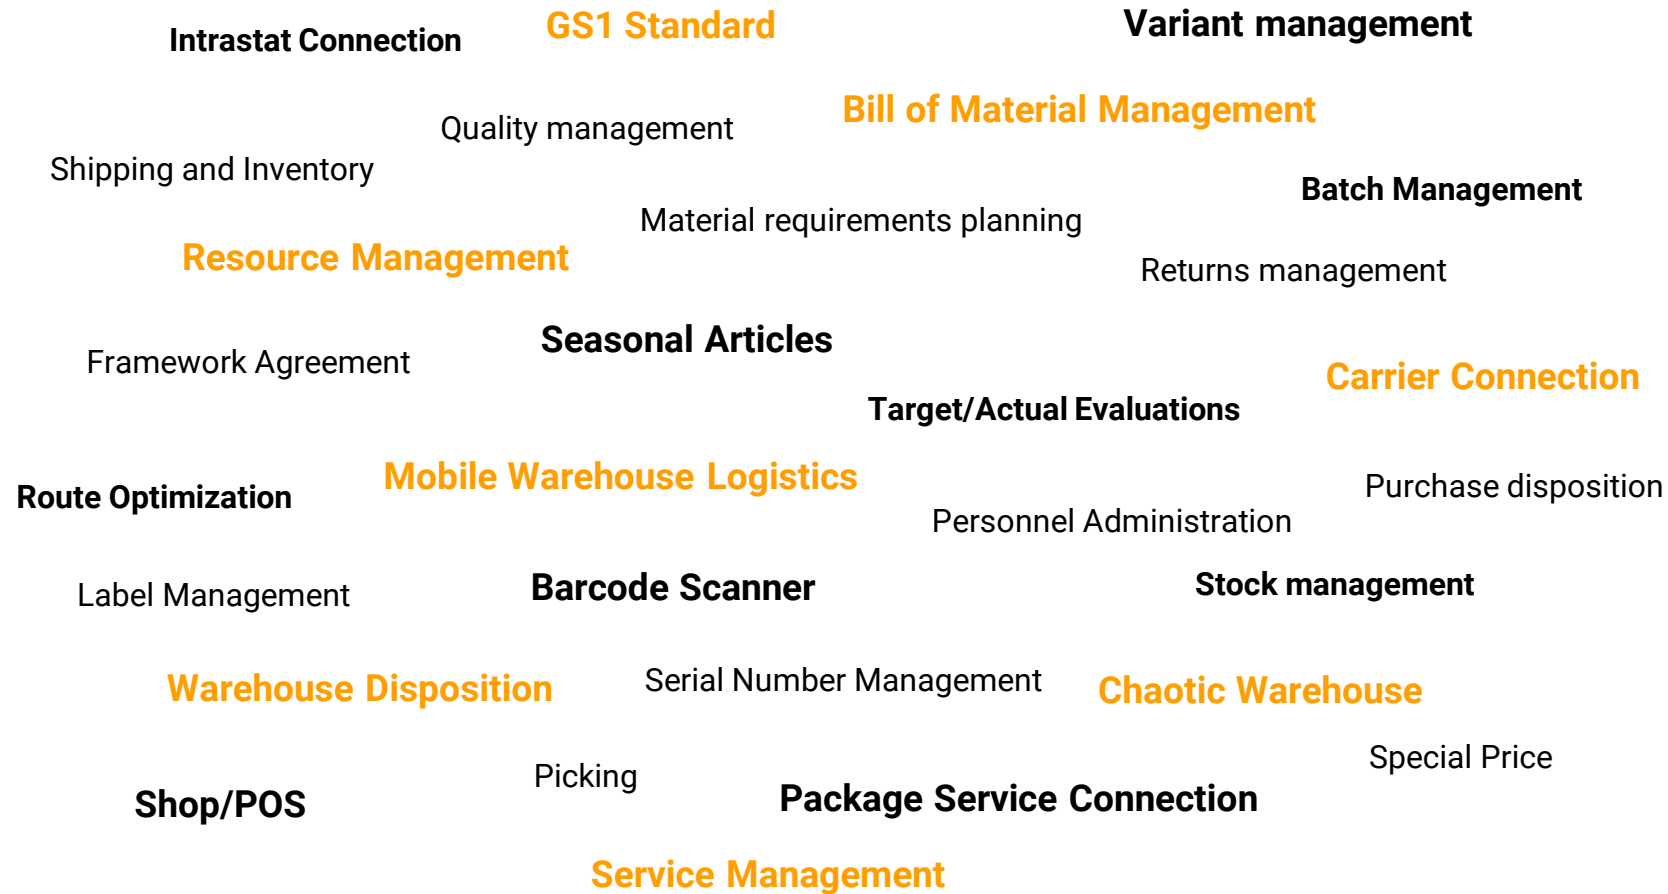 Intrastat Connection
GS1 Standard
Variant management
Quality management
Bill of Material Management
Shipping and Inventory
Batch Management
Material requirements planning
Resource Management
Returns management
Seasonal Articles
Framework Agreement
Carrier Connection
Target/Actual Evaluations
Mobile Warehouse Logistics
Route Optimization
Purchase disposition
Personnel Administration
Label Management
Barcode Scanner
Stock management
Warehouse Disposition
Serial Number Management
Chaotic Warehouse
Special Price
Picking
Shop/POS
Package Service Connection
Service Management